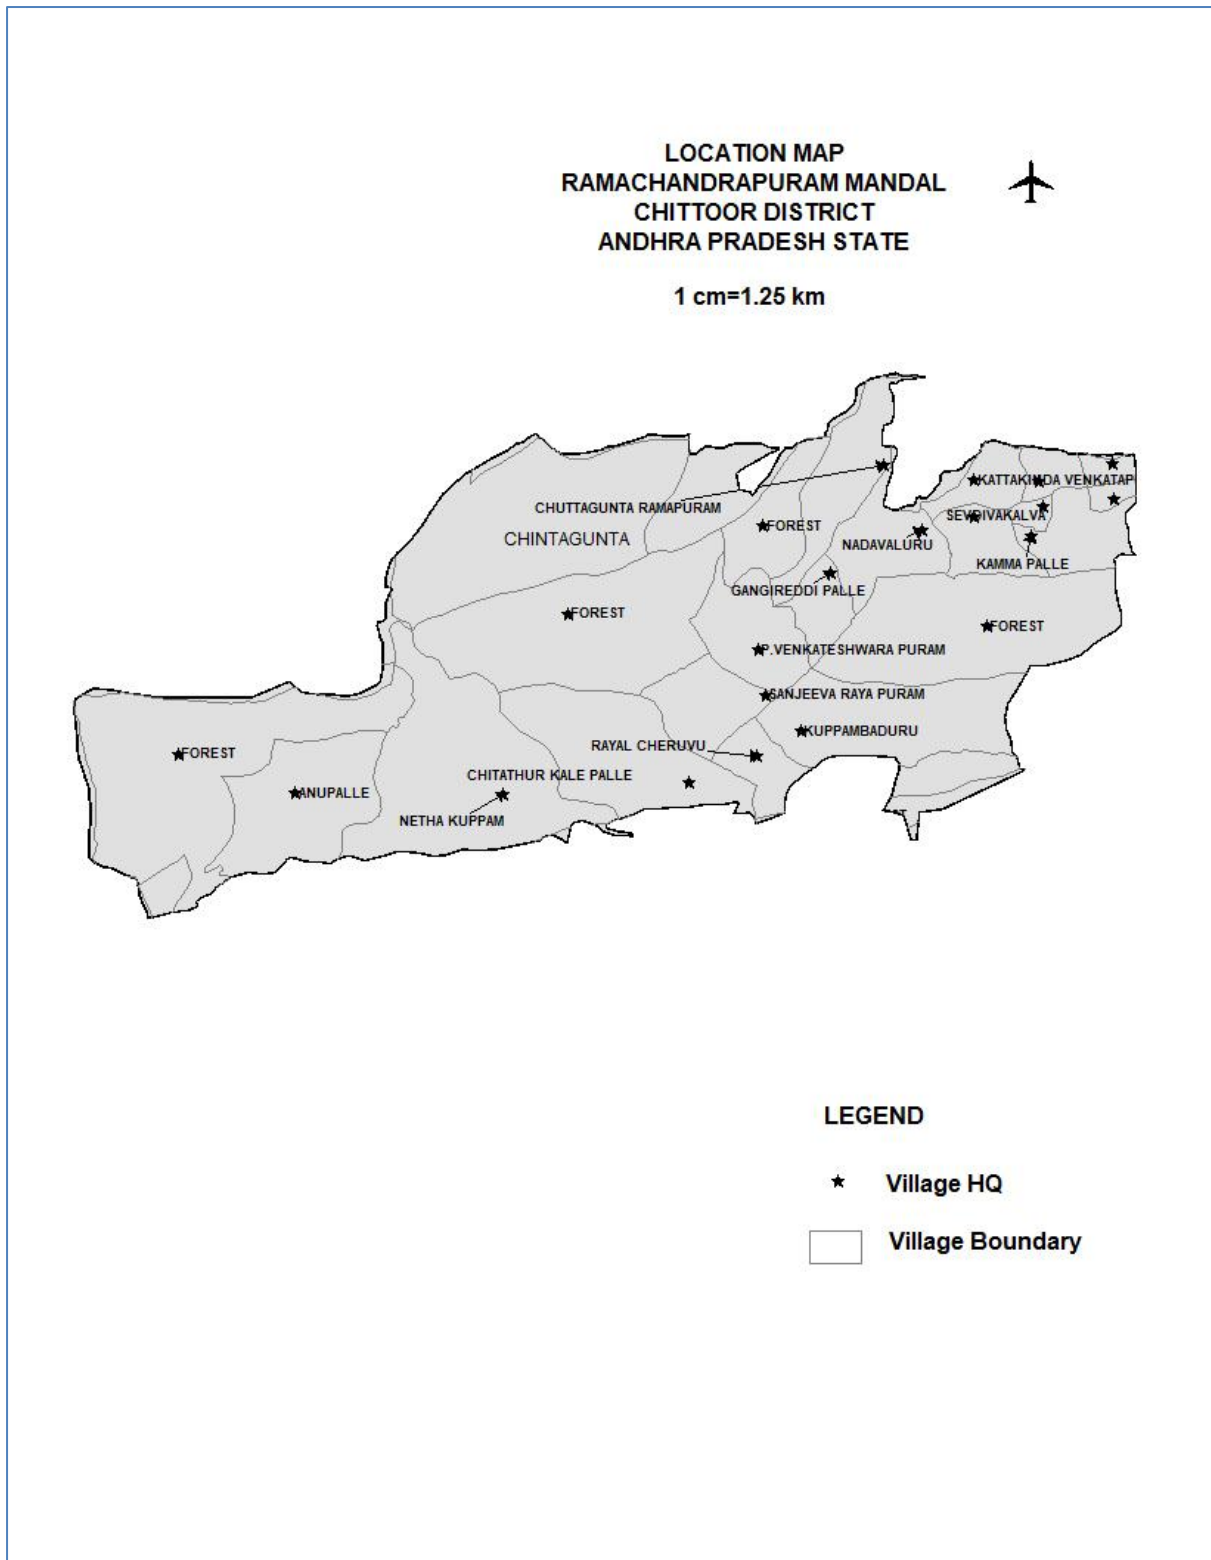 LOCATION MAP
RAMACHANDRAPURAM MANDAL
CHITTOOR DISTRICT
ANDHRA PRADESH STATE
1 cm=1.25 km
CHUTTAGUNTA RAMAPURAM
CHINTAGUNTA
FOREST
NADAVALURU
KAMMA PALLE
GANGIREDDI PALLE
FOREST
FOREST
P.VENKATESHWARA PURAM
SANJEEVA RAYA PURAM
KUPPAMBADURU
RAYAL CHERUVU
FOREST
CHITATHUR KALE PALLE
ANUPALLE
NETHA KUPPAM
LEGEND
Village HQ
Village Boundary